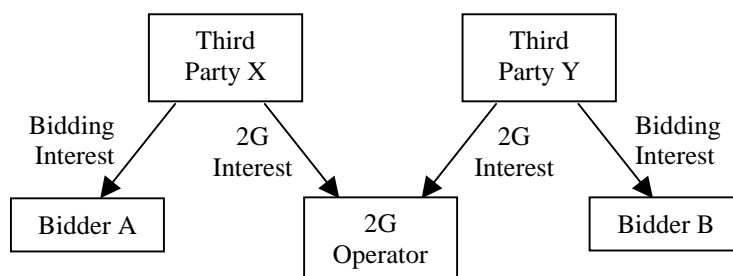 Third
Party X
Third
Party Y
Bidding
Interest
2G
Interest
2G
Interest
Bidding
Interest
Bidder A
2G
Operator
Bidder B